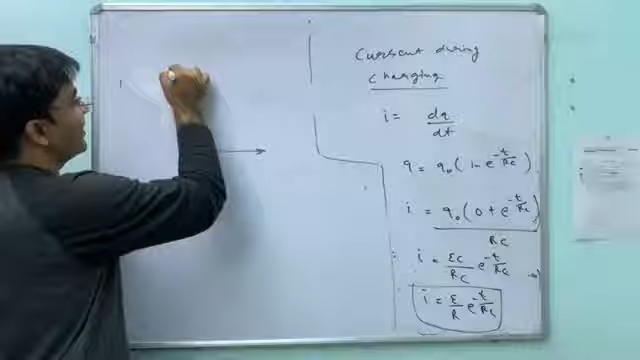 Current during
charging
i = dq/dt
q = q₀ (1 - e^(-t/RC))
i = q₀ (0 + e^(-t/RC)) / RC
i = εC/RC e^(-t/RC)
i = ε/R e^(-t/RC)